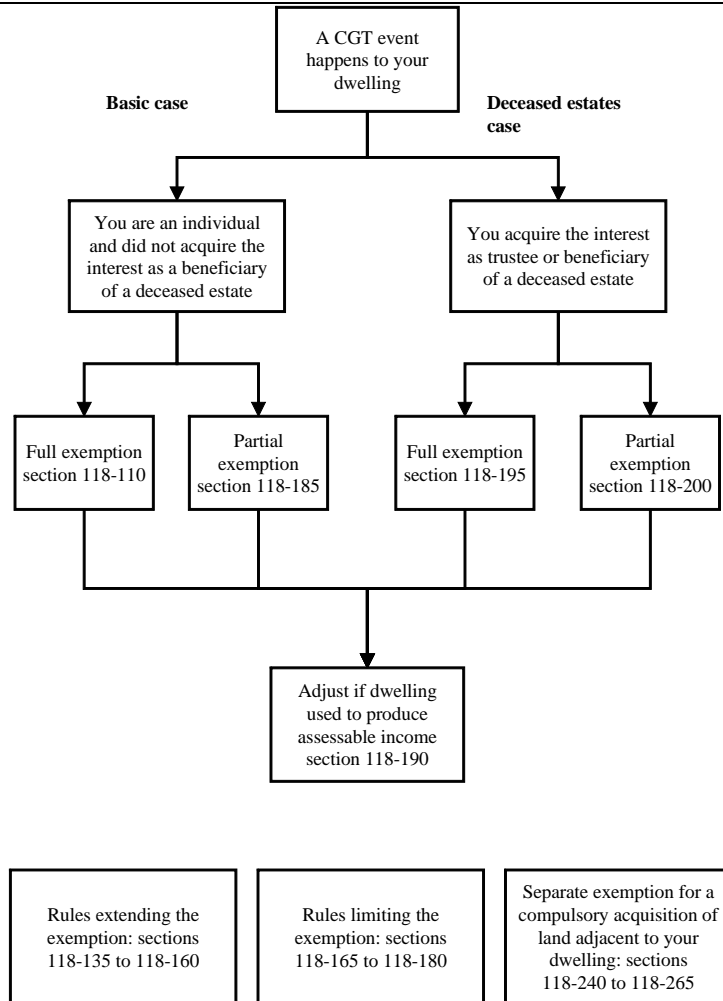 A CGT event
happens to your
dwelling
Basic case
Deceased estates
case
You are an individual
and did not acquire the
interest as a beneficiary
of a deceased estate
You acquire the interest
as trustee or beneficiary
of a deceased estate
Full exemption
section 118-110
Partial
exemption
section 118-185
Full exemption
section 118-195
Partial
exemption
section 118-200
Adjust if dwelling
used to produce
assessable income
section 118-190
Rules extending the
exemption: sections
118-135 to 118-160
Rules limiting the
exemption: sections
118-165 to 118-180
Separate exemption for a
compulsory acquisition of
land adjacent to your
dwelling: sections
118-240 to 118-265